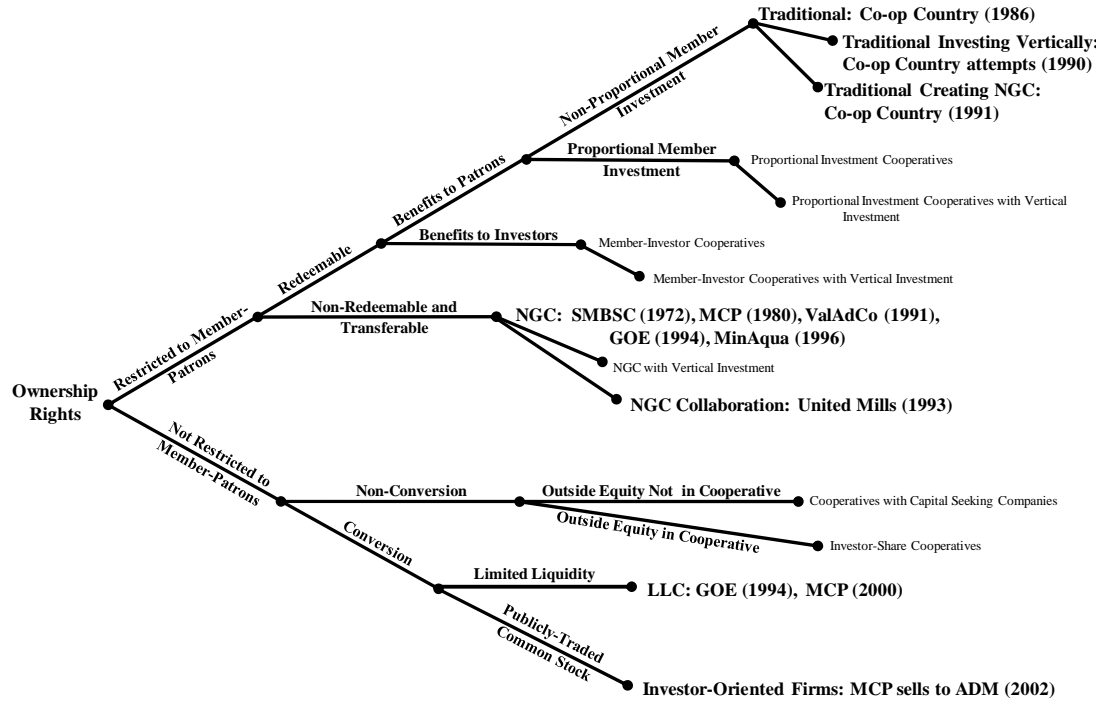 Traditional: Co-op Country (1986)
Traditional Investing Vertically:
Co-op Country attempts (1990)
Traditional Creating NGC:
Co-op Country (1991)
Non-Proportional Member
Investment
Proportional Member
Investment
Proportional Investment Cooperatives
Proportional Investment Cooperatives with Vertical
Investment
Benefits to Patrons
Benefits to Investors
Member-Investor Cooperatives
Member-Investor Cooperatives with Vertical Investment
Redeemable
Non-Redeemable and
Transferable
NGC: SMBSC (1972), MCP (1980), ValAdCo (1991),
GOE (1994), MinAqua (1996)
NGC with Vertical Investment
NGC Collaboration: United Mills (1993)
Restricted to Member-
Patrons
Ownership
Rights
Not Restricted to
Member-Patrons
Non-Conversion
Outside Equity Not in Cooperative
Cooperatives with Capital Seeking Companies
Outside Equity in
Cooperative
Investor-Share Cooperatives
Conversion
Limited Liquidity
LLC: GOE (1994), MCP (2000)
Publicly-Traded
Common Stock
Investor-Oriented Firms: MCP sells to ADM (2002)